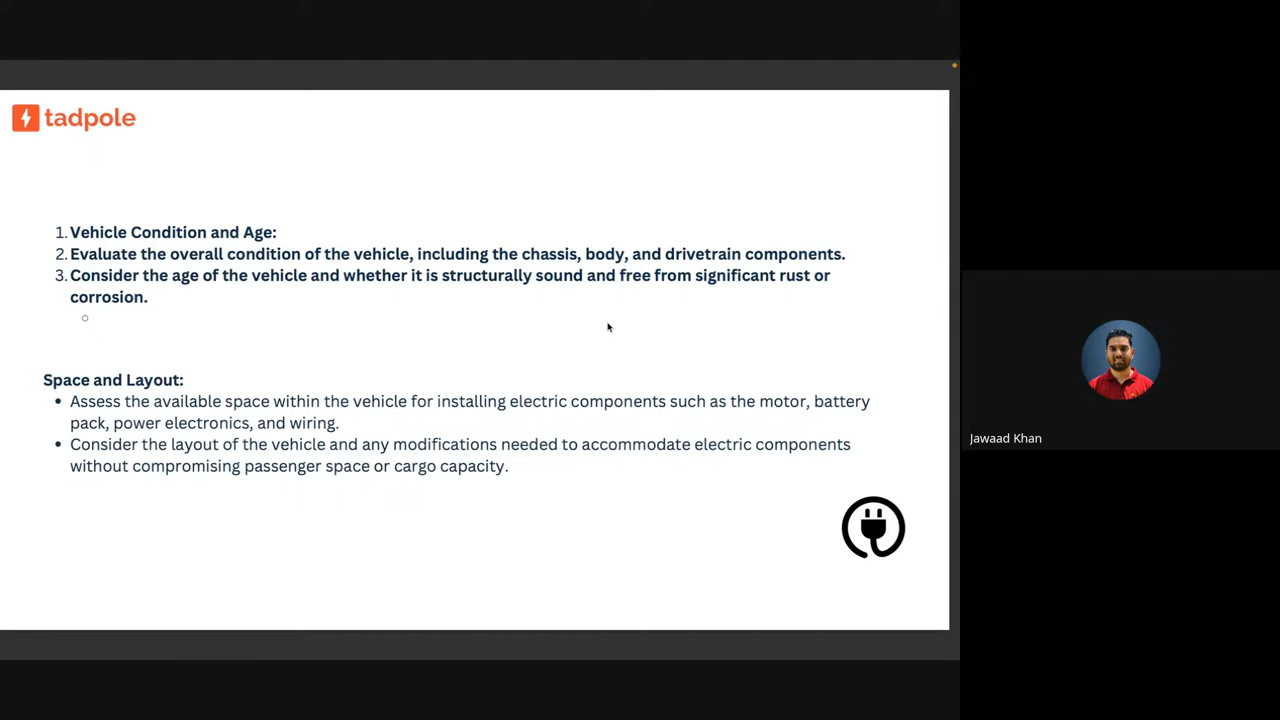 tadpole
1. Vehicle Condition and Age:
2. Evaluate the overall condition of the vehicle, including the chassis, body, and drivetrain components.
3. Consider the age of the vehicle and whether it is structurally sound and free from significant rust or
corrosion.
Space and Layout:
• Assess the available space within the vehicle for installing electric components such as the motor, battery
pack, power electronics, and wiring.
• Consider the layout of the vehicle and any modifications needed to accommodate electric components
without compromising passenger space or cargo capacity.
Jawaad Khan